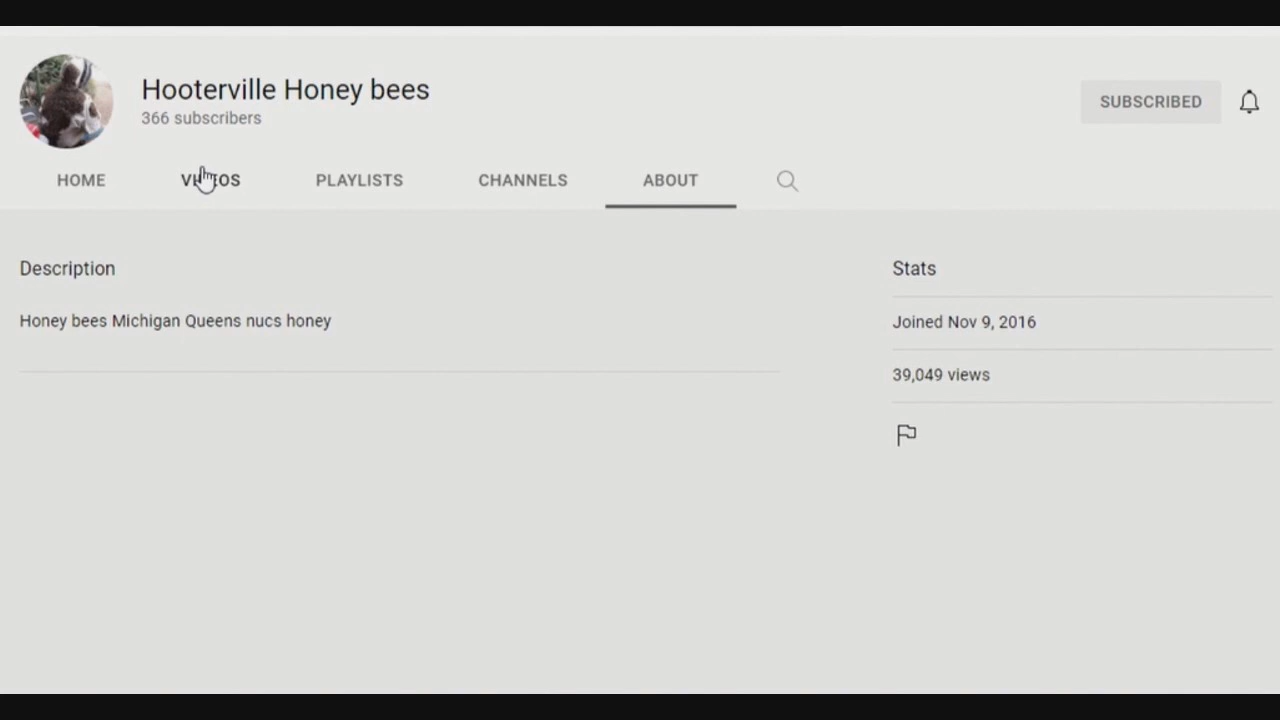 Hooterville Honey bees
366 subscribers
SUBSCRIBED
HOME VIDEOS PLAYLISTS CHANNELS ABOUT
Description
Honey bees Michigan Queens nucs honey
Stats
Joined Nov 9, 2016
39,049 views